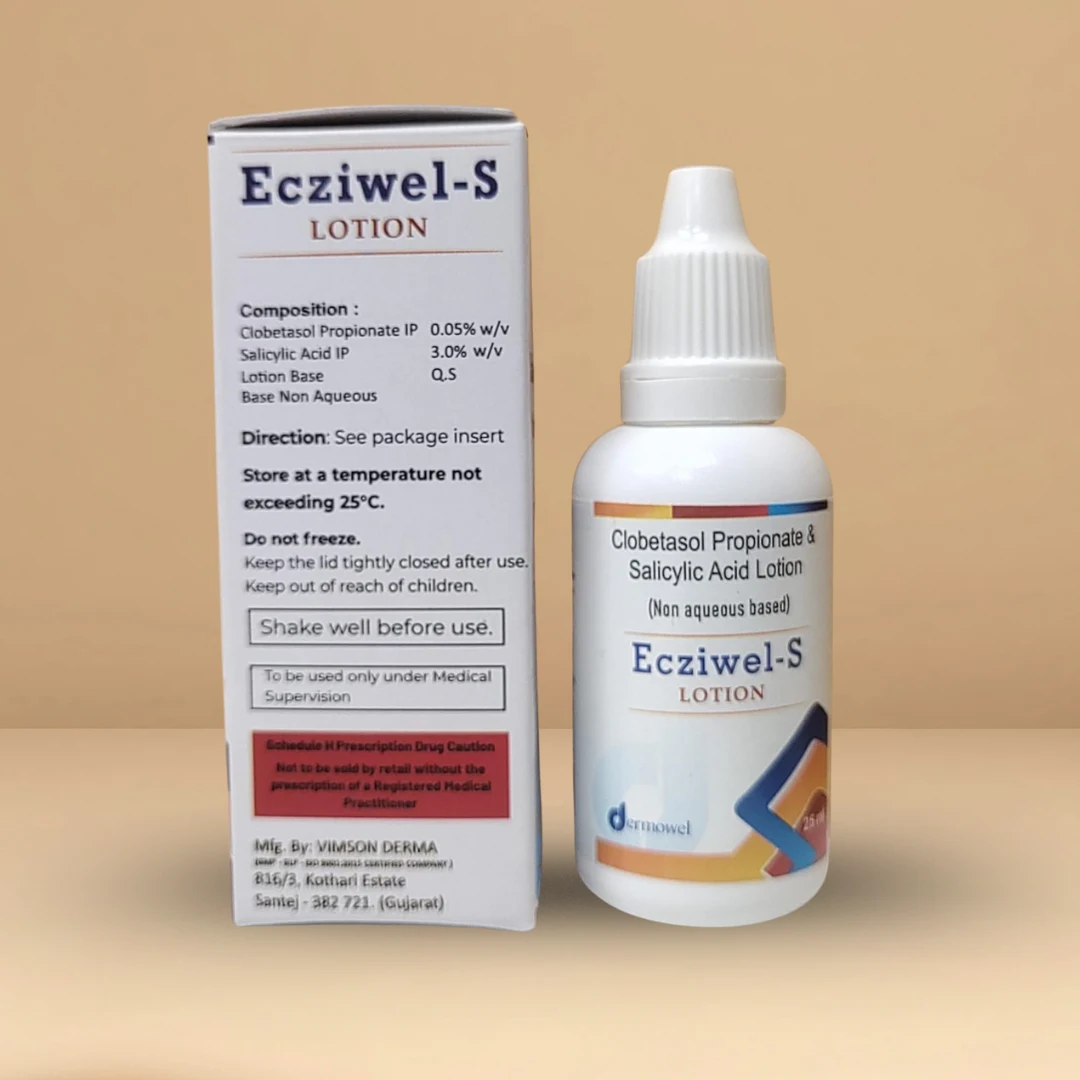 Ecziwel-S
LOTION
Composition :
Clobetasol Propionate IP 0.05% w/v
Salicylic Acid IP 3.0% w/v
Lotion Base Q.S
Base Non Aqueous
Direction: See package insert
Store at a temperature not
exceeding 25°C.
Do not freeze.
Keep the lid tightly closed after use.
Keep out of reach of children.
Shake well before use.
To be used only under Medical
Supervision
Schedule H Prescription Drug Caution
Not to be sold by retail without the
prescription of a Registered Medical
Practitioner
Mfg. By: VIMSON DERMA
816/3, Kothari Estate
Santej - 382 721. (Gujarat)
Clobetasol Propionate &
Salicylic Acid Lotion
(Non aqueous based)
Ecziwel-S
LOTION
dermowel
25 ml